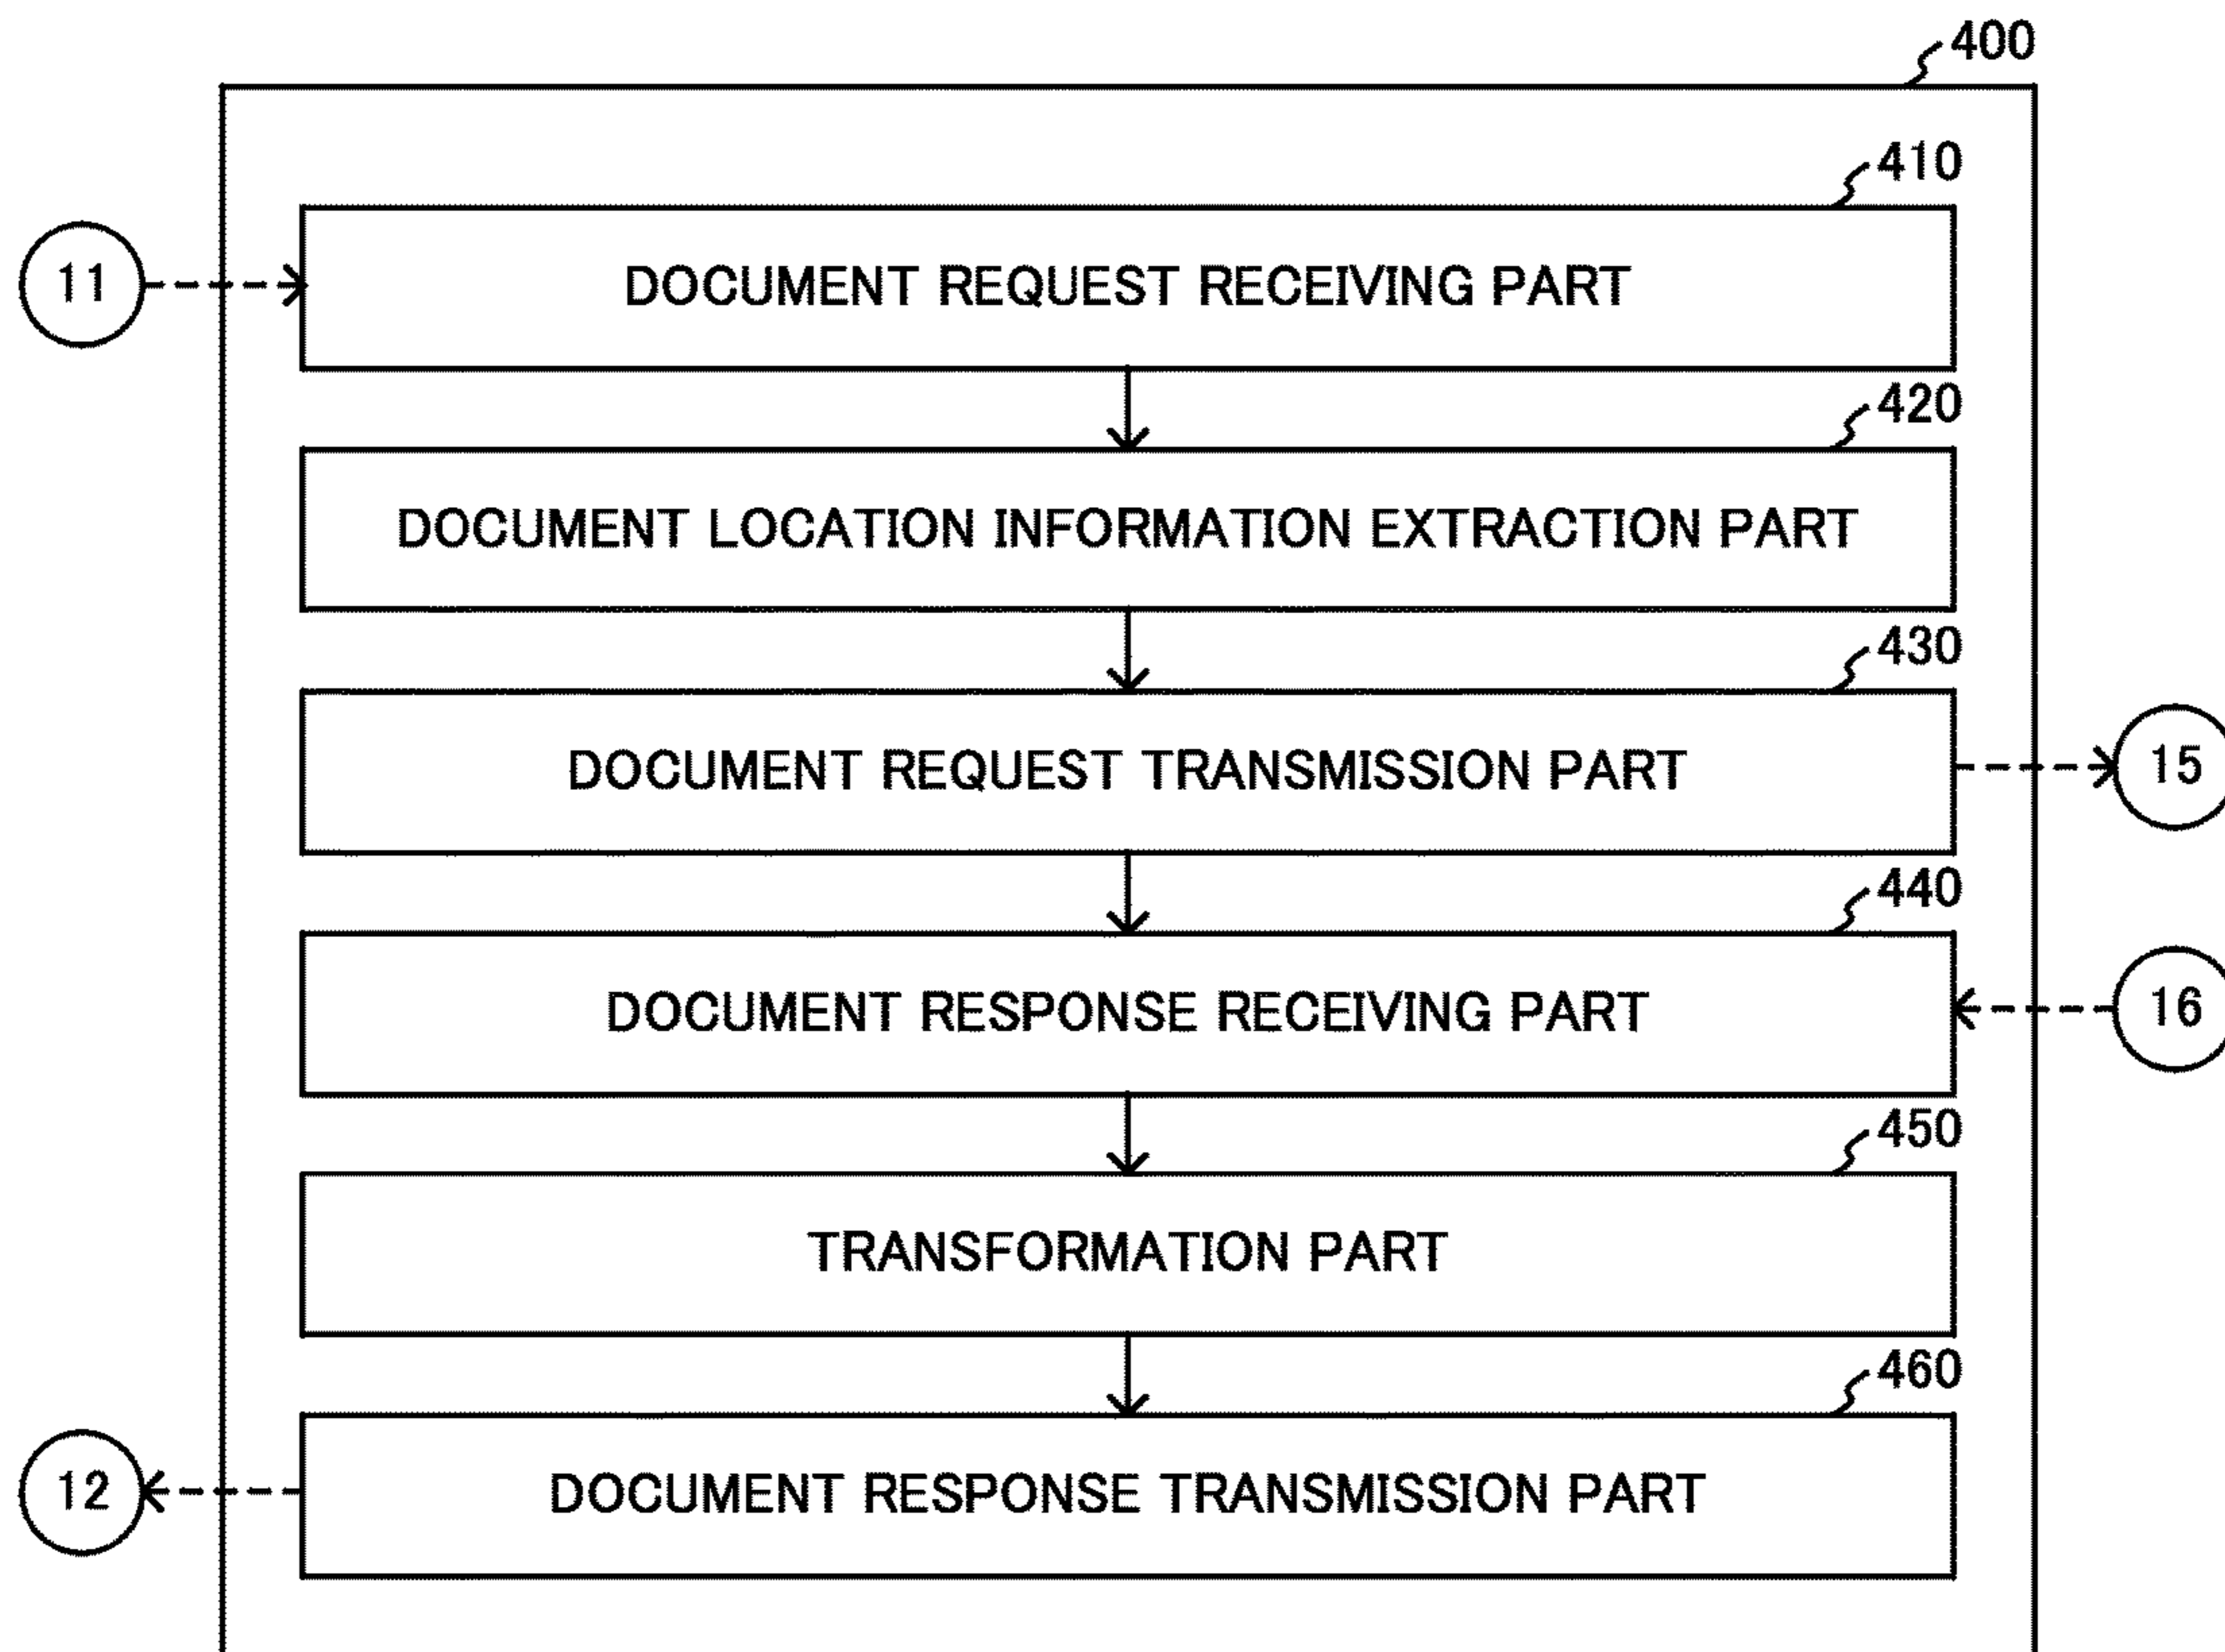 400
410
11
DOCUMENT REQUEST RECEIVING PART
420
DOCUMENT LOCATION INFORMATION EXTRACTION PART
430
DOCUMENT REQUEST TRANSMISSION PART
15
440
DOCUMENT RESPONSE RECEIVING PART
16
450
TRANSFORMATION PART
460
12
DOCUMENT RESPONSE TRANSMISSION PART